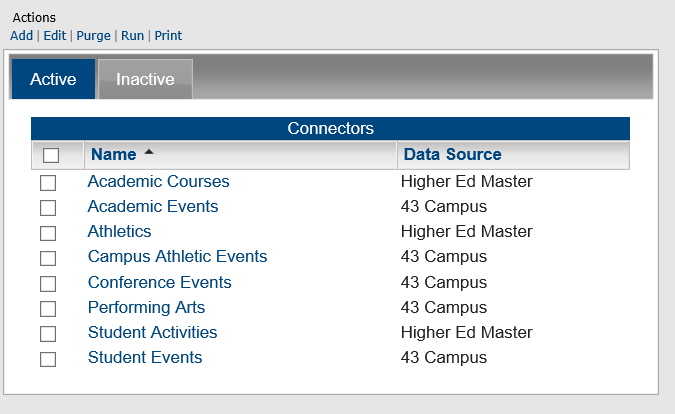 Actions
Add | Edit | Purge | Run | Print
Active Inactive
Connectors
Name Data Source
Academic Courses Higher Ed Master
Academic Events 43 Campus
Athletics Higher Ed Master
Campus Athletic Events 43 Campus
Conference Events 43 Campus
Performing Arts 43 Campus
Student Activities Higher Ed Master
Student Events 43 Campus